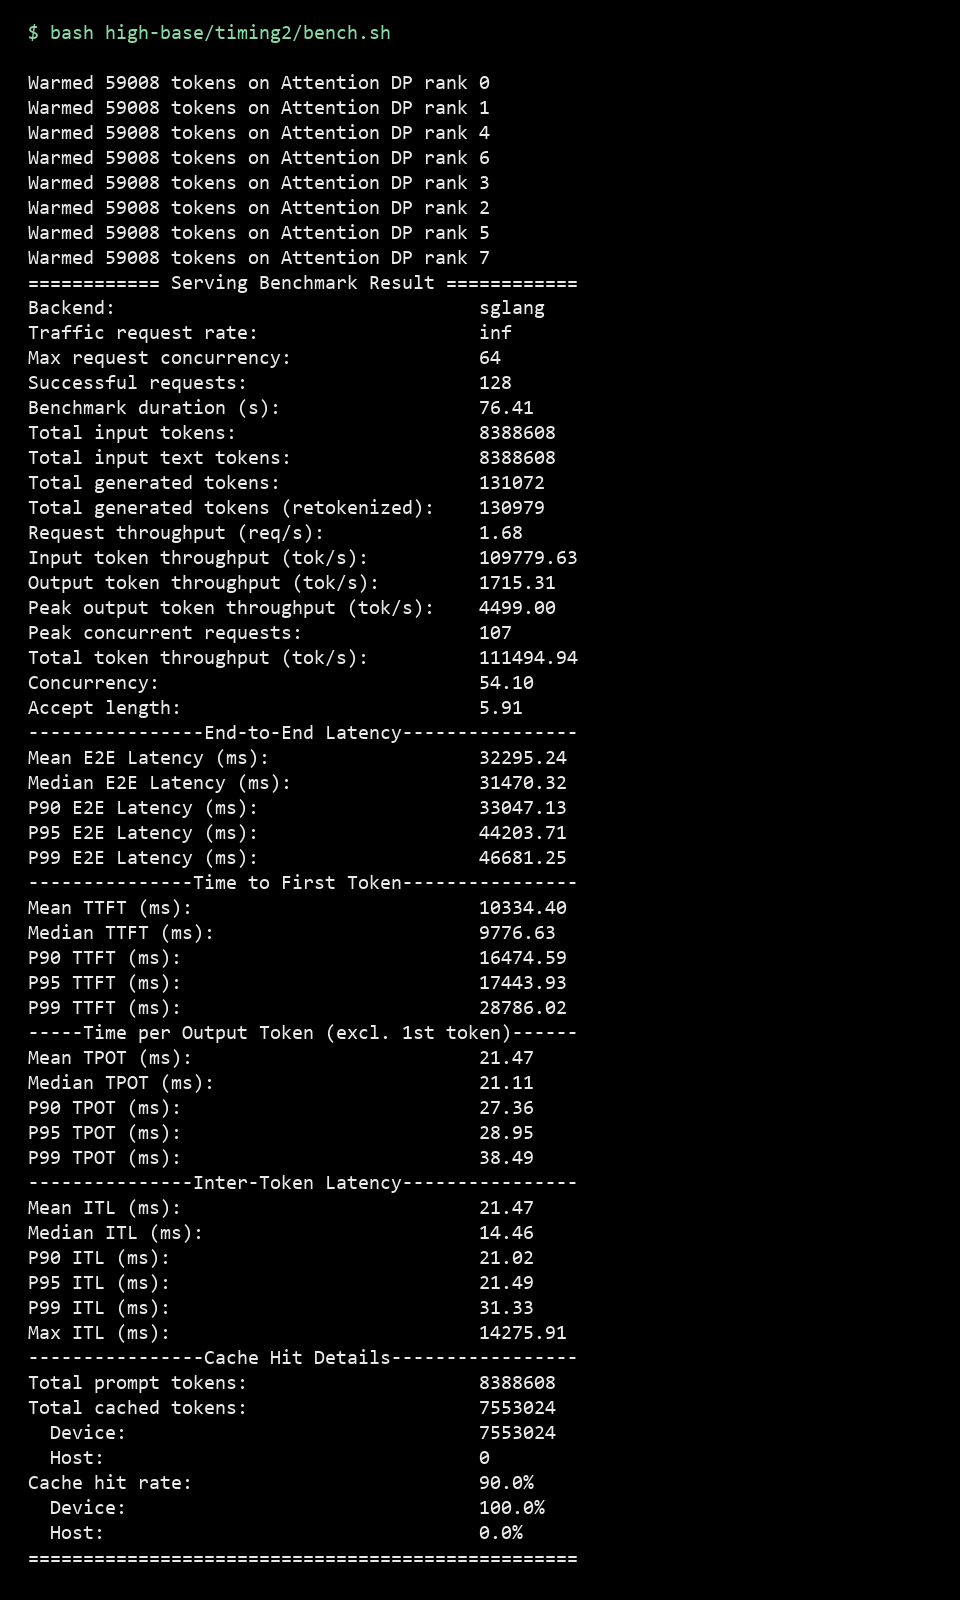 $ bash high-base/timing2/bench.sh
Warmed 59008 tokens on Attention DP rank 0
Warmed 59008 tokens on Attention DP rank 1
Warmed 59008 tokens on Attention DP rank 4
Warmed 59008 tokens on Attention DP rank 6
Warmed 59008 tokens on Attention DP rank 3
Warmed 59008 tokens on Attention DP rank 2
Warmed 59008 tokens on Attention DP rank 5
Warmed 59008 tokens on Attention DP rank 7
============ Serving Benchmark Result ============
Backend:                                 sglang
Traffic request rate:                    inf
Max request concurrency:                 64
Successful requests:                     128
Benchmark duration (s):                  76.41
Total input tokens:                      8388608
Total input text tokens:                 8388608
Total generated tokens:                  131072
Total generated tokens (retokenized):    130979
Request throughput (req/s):              1.68
Input token throughput (tok/s):          109779.63
Output token throughput (tok/s):         1715.31
Peak output token throughput (tok/s):    4499.00
Peak concurrent requests:                107
Total token throughput (tok/s):          111494.94
Concurrency:                             54.10
Accept length:                           5.91
----------------End-to-End Latency----------------
Mean E2E Latency (ms):                   32295.24
Median E2E Latency (ms):                 31470.32
P90 E2E Latency (ms):                    33047.13
P95 E2E Latency (ms):                    44203.71
P99 E2E Latency (ms):                    46681.25
---------------Time to First Token----------------
Mean TTFT (ms):                          10334.40
Median TTFT (ms):                        9776.63
P90 TTFT (ms):                           16474.59
P95 TTFT (ms):                           17443.93
P99 TTFT (ms):                           28786.02
-----Time per Output Token (excl. 1st token)------
Mean TPOT (ms):                          21.47
Median TPOT (ms):                        21.11
P90 TPOT (ms):                           27.36
P95 TPOT (ms):                           28.95
P99 TPOT (ms):                           38.49
---------------Inter-Token Latency----------------
Mean ITL (ms):                           21.47
Median ITL (ms):                         14.46
P90 ITL (ms):                            21.02
P95 ITL (ms):                            21.49
P99 ITL (ms):                            31.33
Max ITL (ms):                            14275.91
----------------Cache Hit Details-----------------
Total prompt tokens:                     8388608
Total cached tokens:                     7553024
  Device:                                7553024
  Host:                                  0
Cache hit rate:                          90.0%
  Device:                                100.0%
  Host:                                  0.0%
==================================================